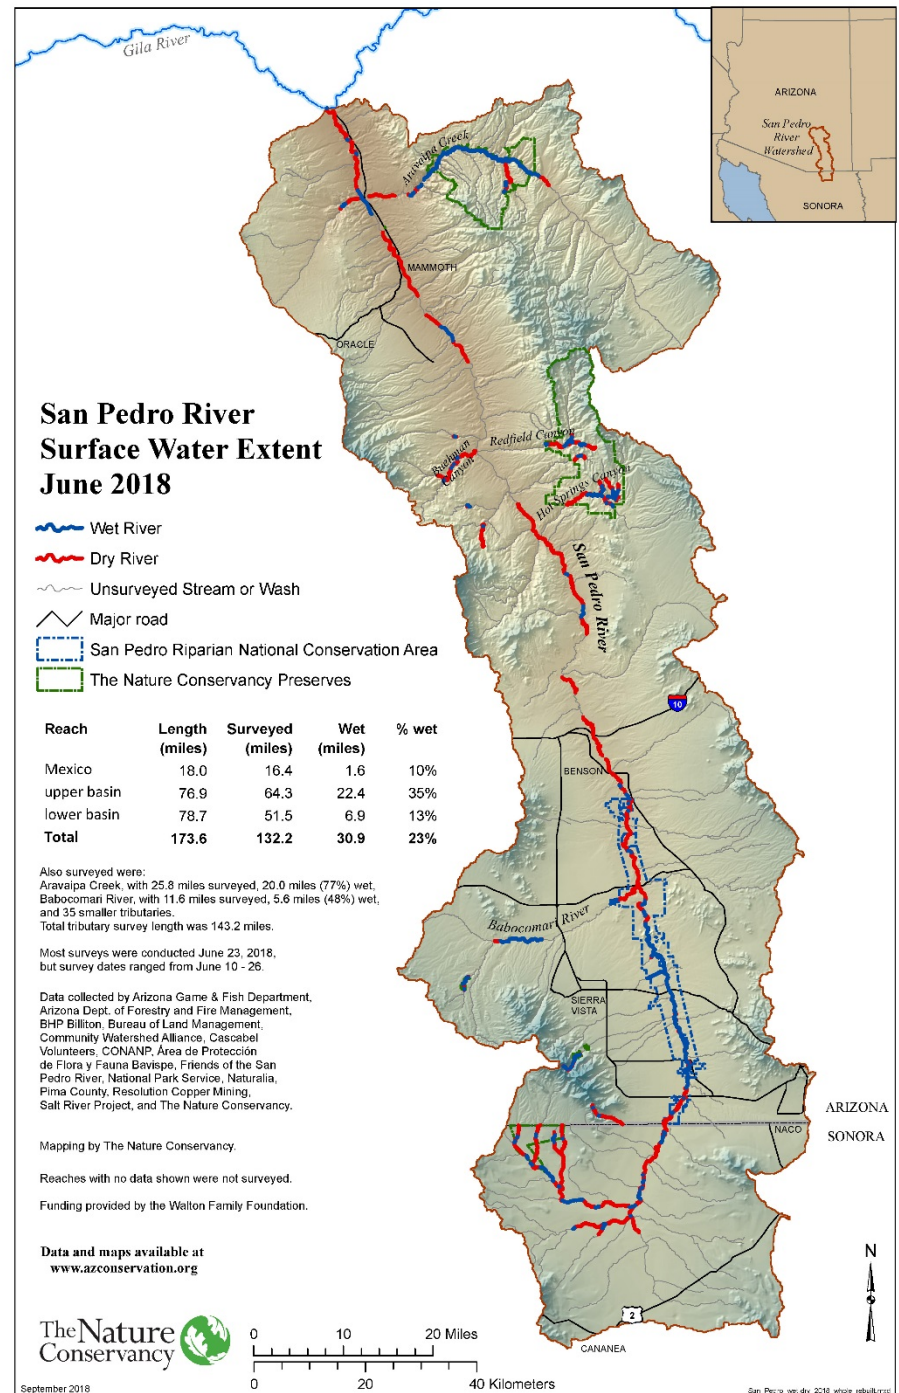 Gila River
ARIZONA
San Pedro
River
Watershed
SONORA
Aravaipa Creek
MAMMOTH
ORACLE
San Pedro River
Surface Water Extent
June 2018
Redfield Canyon
Buehman
Canyon
Hot Springs Canyon
San Pedro River
Wet River
Dry River
Unsurveyed Stream or Wash
Major road
San Pedro Riparian National Conservation Area
The Nature Conservancy Preserves
10
Reach Length (miles) Surveyed (miles) Wet (miles) % wet
Mexico 18.0 16.4 1.6 10%
upper basin 76.9 64.3 22.4 35%
lower basin 78.7 51.5 6.9 13%
Total 173.6 132.2 30.9 23%
BENSON
Also surveyed were:
Aravaipa Creek, with 25.8 miles surveyed, 20.0 miles (77%) wet,
Babocomari River, with 11.6 miles surveyed, 5.6 miles (48%) wet,
and 35 smaller tributaries.
Total tributary survey length was 143.2 miles.
Babocomari River
Most surveys were conducted June 23, 2018,
but survey dates ranged from June 10 - 26.
SIERRA
VISTA
Data collected by Arizona Game & Fish Department,
Arizona Dept. of Forestry and Fire Management,
BHP Billiton, Bureau of Land Management,
Community Watershed Alliance, Cascabel
Volunteers, CONANP, Área de Protección
de Flora y Fauna Bavispe, Friends of the San
Pedro River, National Park Service, Naturalia,
Pima County, Resolution Copper Mining,
Salt River Project, and The Nature Conservancy.
ARIZONA
NACO
SONORA
Mapping by The Nature Conservancy.
Reaches with no data shown were not surveyed.
Funding provided by the Walton Family Foundation.
Data and maps available at
www.azconservation.org
N
2
CANANEA
The Nature
Conservancy
0 10 20 Miles
0 20 40 Kilometers
September 2018
San_Pedro_wet_dry_2018_whole_rebuilt.mxd